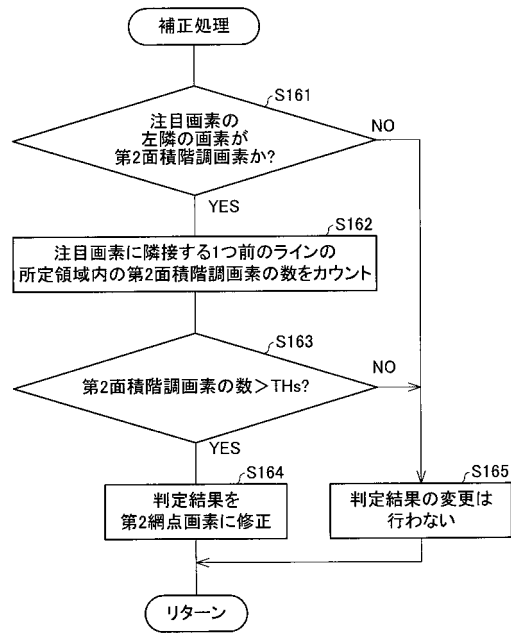 補正処理
S161
注目画素の
左隣の画素が
第2面積階調画素か?
NO
YES
S162
注目画素に隣接する1つ前のラインの
所定領域内の第2面積階調画素の数をカウント
S163
第2面積階調画素の数>THs?
NO
YES
S164
判定結果を
第2網点画素に修正
S165
判定結果の変更は
行わない
リターン